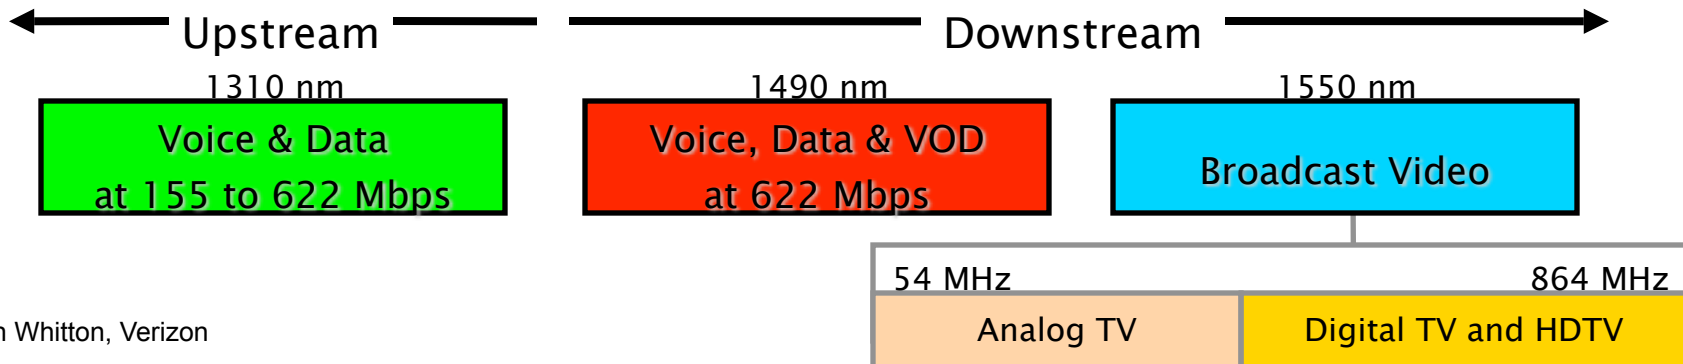 Upstream
Downstream
1310 nm
1490 nm
1550 nm
Voice & Data
at 155 to 622 Mbps
Voice, Data & VOD
at 622 Mbps
Broadcast Video
54 MHz
864 MHz
Analog TV
Digital TV and HDTV
Whitton, Verizon